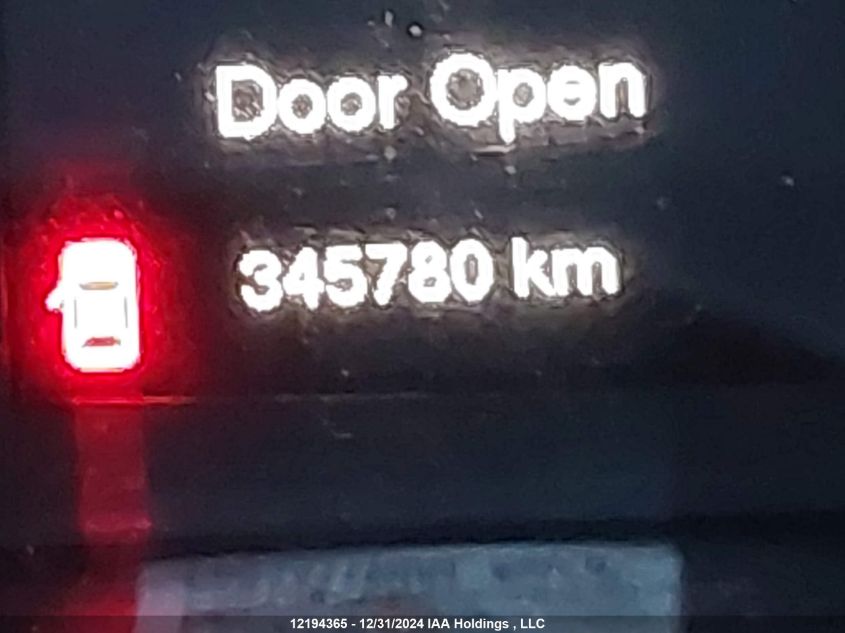 Door Open
345780 km
12194365 - 12/31/2024 IAA Holdings , LLC